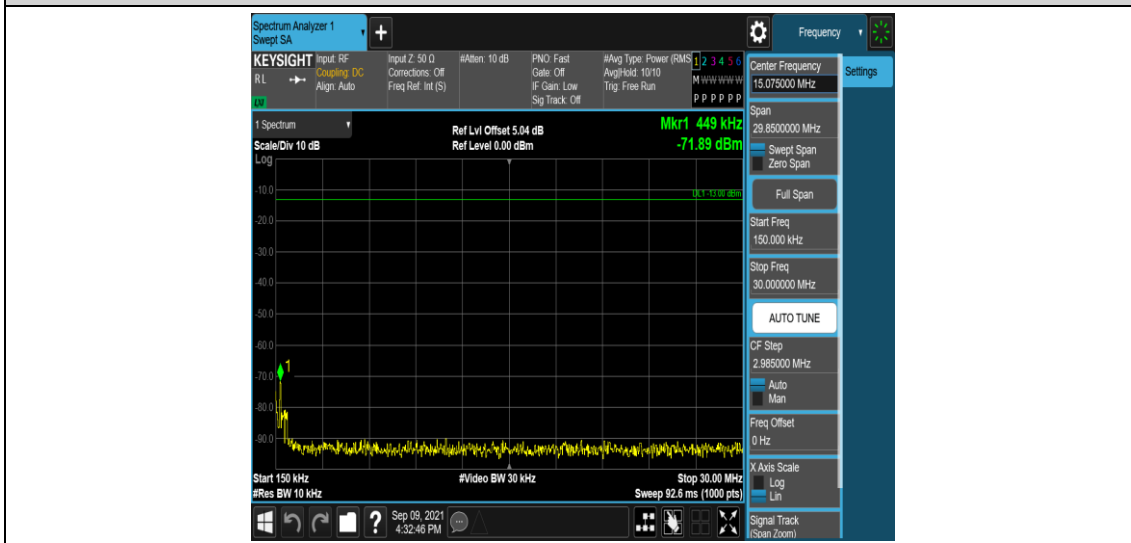 Spectrum Analyzer 1
Swept SA
Frequency
KEYSIGHT
RL
LNI
Input: RF
Coupling: DC
Align: Auto
Input Z: 50 Ω
Corrections: Off
Freq Ref: Int (S)
#Atten: 10 dB
PNO: Fast
Gate: Off
IF Gain: Low
Sig Track: Off
#Avg Type: Power (RMS
Avg|Hold: 10/10
Trig: Free Run
1 2 3 4 5 6
M W W W W W
P P P P P P
1 Spectrum
Scale/Div 10 dB
Log
Ref Lvl Offset 5.04 dB
Ref Level 0.00 dBm
Mkr1 449 kHz
-71.89 dBm
DL1 -13.00 dBm
-10.0
-20.0
-30.0
-40.0
-50.0
-60.0
-70.0
-80.0
-90.0
1
Start 150 kHz
#Res BW 10 kHz
#Video BW 30 kHz
Stop 30.00 MHz
Sweep 92.6 ms (1000 pts)
Sep 09, 2021
4:32:46 PM
Center Frequency
15.075000 MHz
Settings
Span
29.8500000 MHz
Swept Span
Zero Span
Full Span
Start Freq
150.000 kHz
Stop Freq
30.000000 MHz
AUTO TUNE
CF Step
2.985000 MHz
Auto
Man
Freq Offset
0 Hz
X Axis Scale
Log
Lin
Signal Track
(Span Zoom)